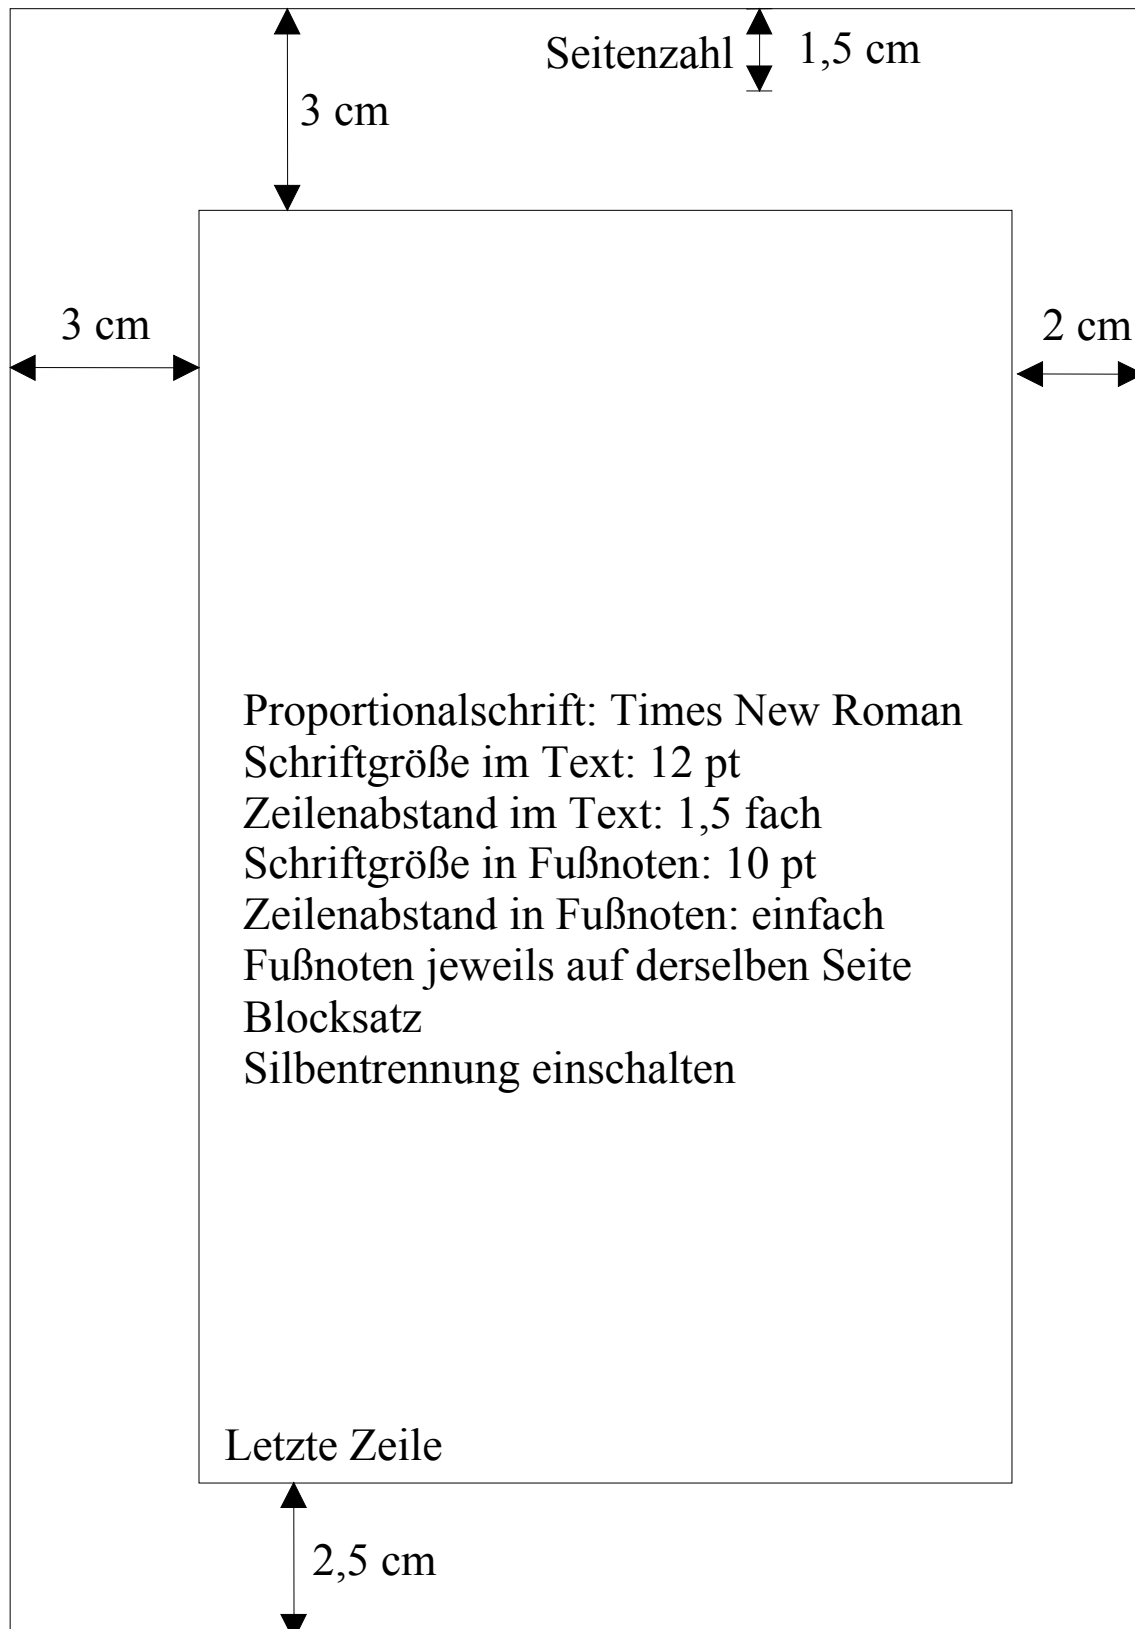 Seitenzahl 1,5 cm
3 cm
3 cm
2 cm
Proportionalschrift: Times New Roman
Schriftgröße im Text: 12 pt
Zeilenabstand im Text: 1,5 fach
Schriftgröße in Fußnoten: 10 pt
Zeilenabstand in Fußnoten: einfach
Fußnoten jeweils auf derselben Seite
Blocksatz
Silbentrennung einschalten
Letzte Zeile
2,5 cm